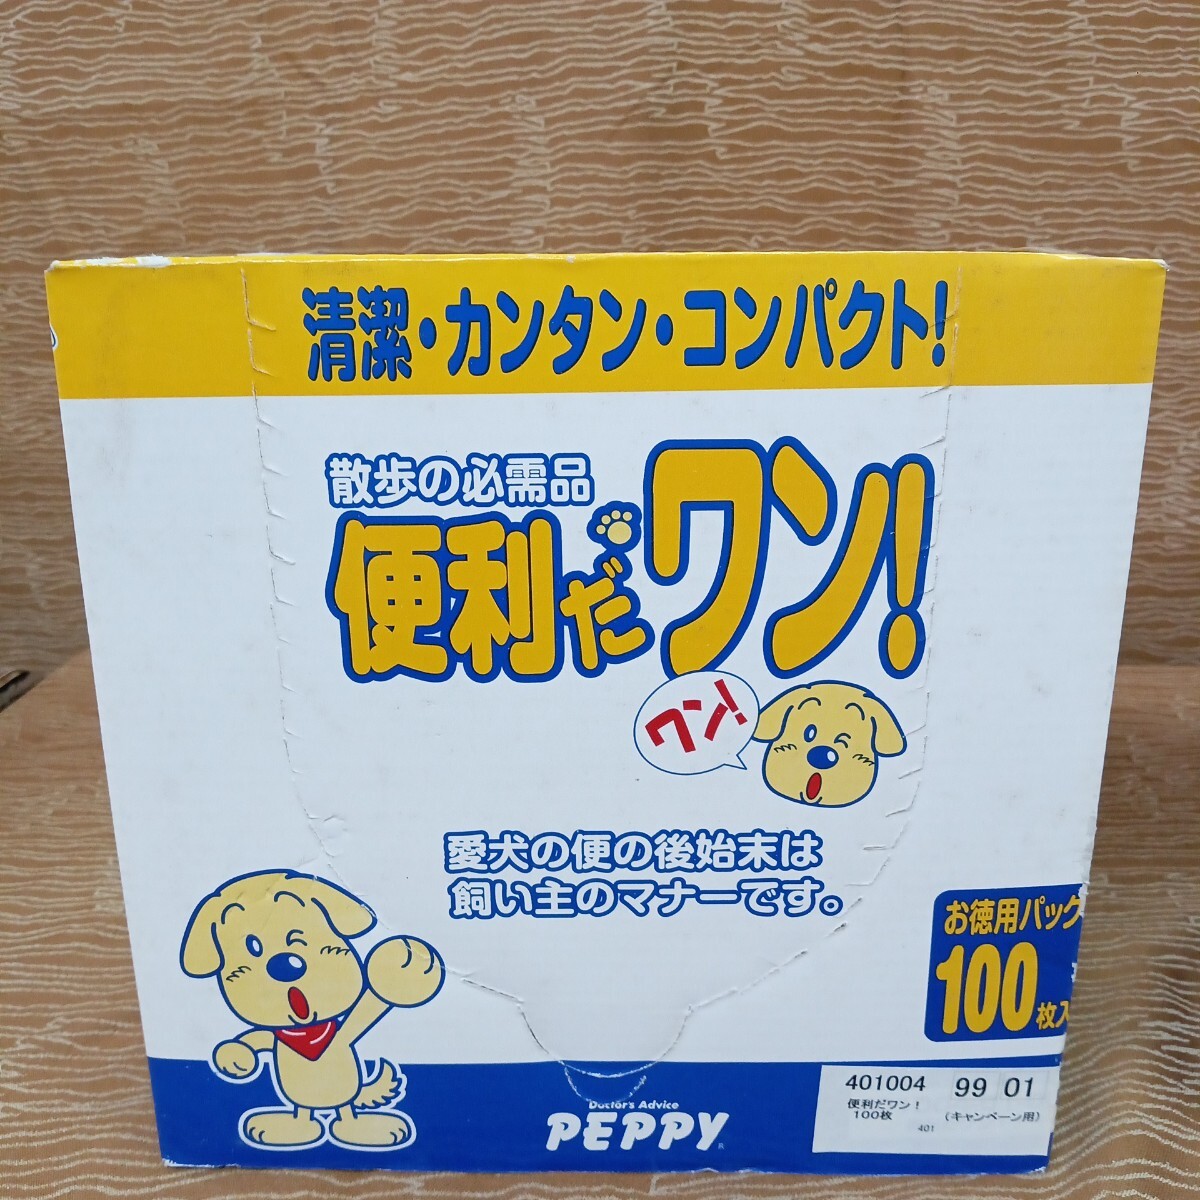 清潔・カンタン・コンパクト!
散歩の必需品
便利だワン!
ワン!
愛犬の便の後始末は
飼い主のマナーです。
お徳用パック
100枚入
Doctor's Advice
PEPPY®
401004 99 01
便利だワン!
100枚 (キャンペーン用)
401